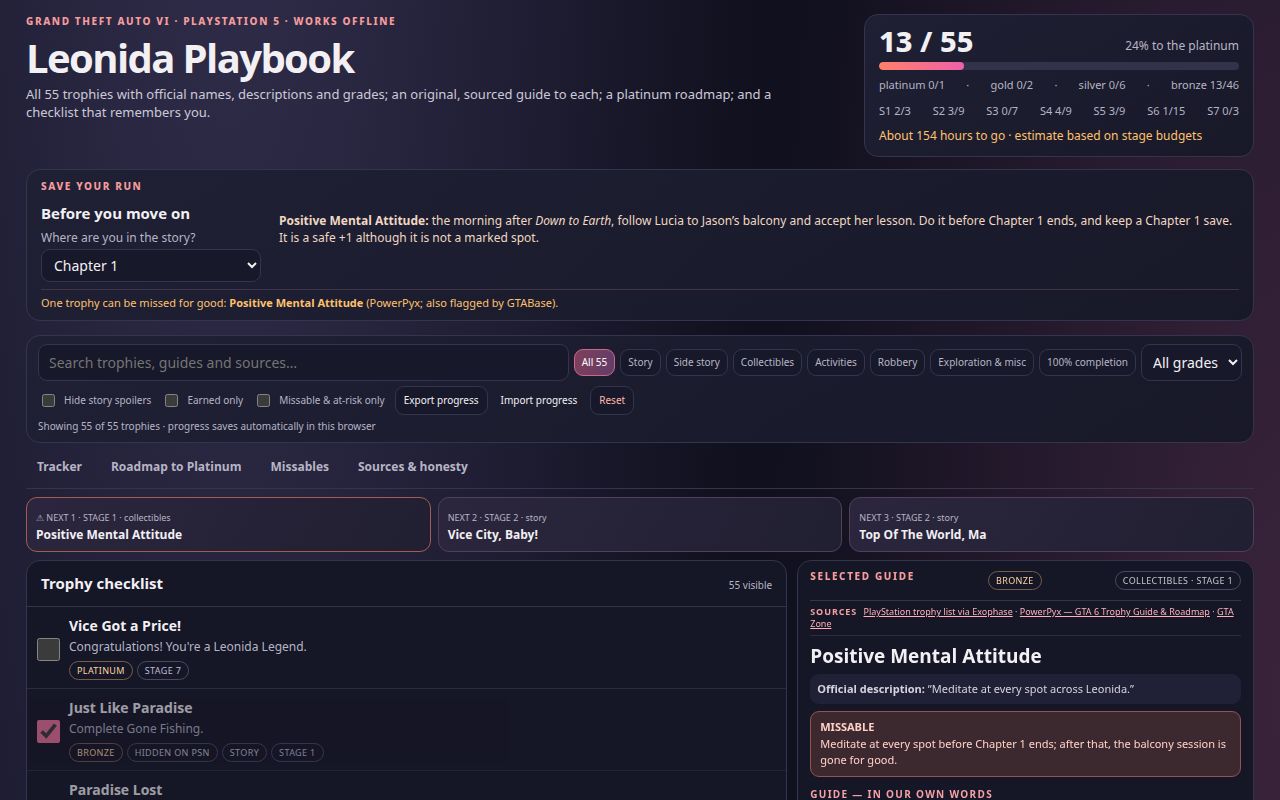 GRAND THEFT AUTO VI · PLAYSTATION 5 · WORKS OFFLINE
Leonida Playbook
All 55 trophies with official names, descriptions and grades; an original, sourced guide to each; a platinum roadmap; and a
checklist that remembers you.
13 / 55
24% to the platinum
platinum 0/1 · gold 0/2 · silver 0/6 · bronze 13/46
S1 2/3 S2 3/9 S3 0/7 S4 4/9 S5 3/9 S6 1/15 S7 0/3
About 154 hours to go · estimate based on stage budgets
SAVE YOUR RUN
Before you move on
Where are you in the story?
Chapter 1
Positive Mental Attitude: the morning after Down to Earth, follow Lucia to Jason’s balcony and accept her lesson. Do it before Chapter 1 ends, and keep a Chapter 1 save.
It is a safe +1 although it is not a marked spot.
One trophy can be missed for good: Positive Mental Attitude (PowerPyx; also flagged by GTABase).
Search trophies, guides and sources...
All 55 Story Side story Collectibles Activities Robbery Exploration & misc 100% completion All grades
Hide story spoilers Earned only Missable & at-risk only Export progress Import progress Reset
Showing 55 of 55 trophies · progress saves automatically in this browser
Tracker Roadmap to Platinum Missables Sources & honesty
⚠ NEXT 1 · STAGE 1 · collectibles
Positive Mental Attitude
NEXT 2 · STAGE 2 · story
Vice City, Baby!
NEXT 3 · STAGE 2 · story
Top Of The World, Ma
Trophy checklist
55 visible
Vice Got a Price!
Congratulations! You're a Leonida Legend.
PLATINUM STAGE 7
Just Like Paradise
Complete Gone Fishing.
BRONZE HIDDEN ON PSN STORY STAGE 1
Paradise Lost
SELECTED GUIDE
BRONZE
COLLECTIBLES · STAGE 1
SOURCES PlayStation trophy list via Exophase · PowerPyx — GTA 6 Trophy Guide & Roadmap · GTA
Zone
Positive Mental Attitude
Official description: “Meditate at every spot across Leonida.”
MISSABLE
Meditate at every spot before Chapter 1 ends; after that, the balcony session is
gone for good.
GUIDE — IN OUR OWN WORDS